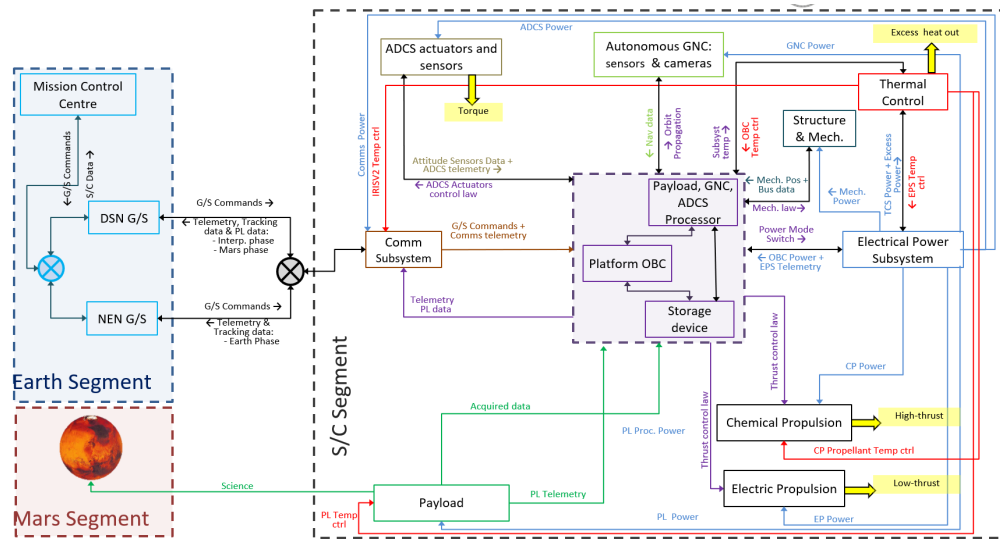 ADCS Power
ADCS actuators and
sensors
Torque
Autonomous GNC:
sensors & cameras
GNC Power
Excess heat out
Thermal
Control
Structure
& Mech.
Mission Control
Centre
← G/S Commands
S/C Data →
DSN G/S
NEN G/S
Earth Segment
G/S Commands →
← Telemetry, Tracking
data & PL data:
- Interp. phase
- Mars phase
G/S Commands →
← Telemetry &
Tracking data:
- Earth Phase
S/C Segment
Comms Power
IRISV2 Temp ctrl
Attitude Sensors Data +
ADCS telemetry →
← ADCS Actuators
control law
← Nav data
→ Orbit
Propagation
Subsyst
temp →
← OBC
Temp ctrl
← Mech. Pos +
Bus data
Mech. law→
← Mech.
Power
TCS Power + Excess
Power →
← EPS Temp
ctrl
Comm
Subsystem
G/S Commands +
Comms telemetry
Telemetry
PL data
Payload, GNC,
ADCS
Processor
Platform OBC
Storage
device
Power Mode
Switch →
← OBC Power +
EPS Telemetry
Electrical Power
Subsystem
Thrust control law
Thrust control law
CP Power
Chemical Propulsion
High-thrust
CP Propellant Temp ctrl
Electric Propulsion
Low-thrust
EP Power
Acquired data
PL Proc. Power
Science
PL Telemetry
PL Temp
ctrl
Payload
PL Power
Mars Segment